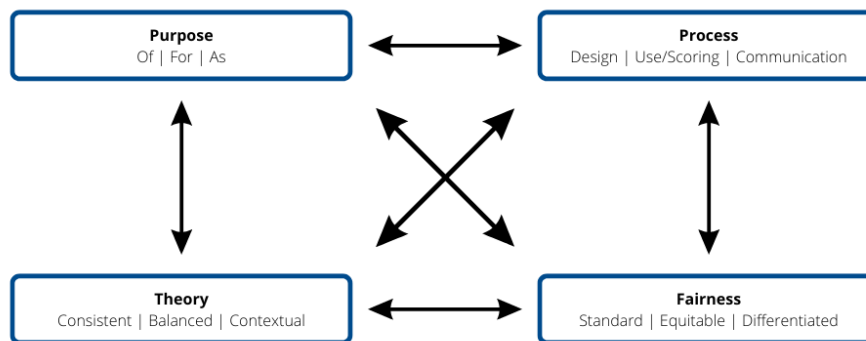 Purpose
Of | For | As
Process
Design | Use/Scoring | Communication
Theory
Consistent | Balanced | Contextual
Fairness
Standard | Equitable | Differentiated